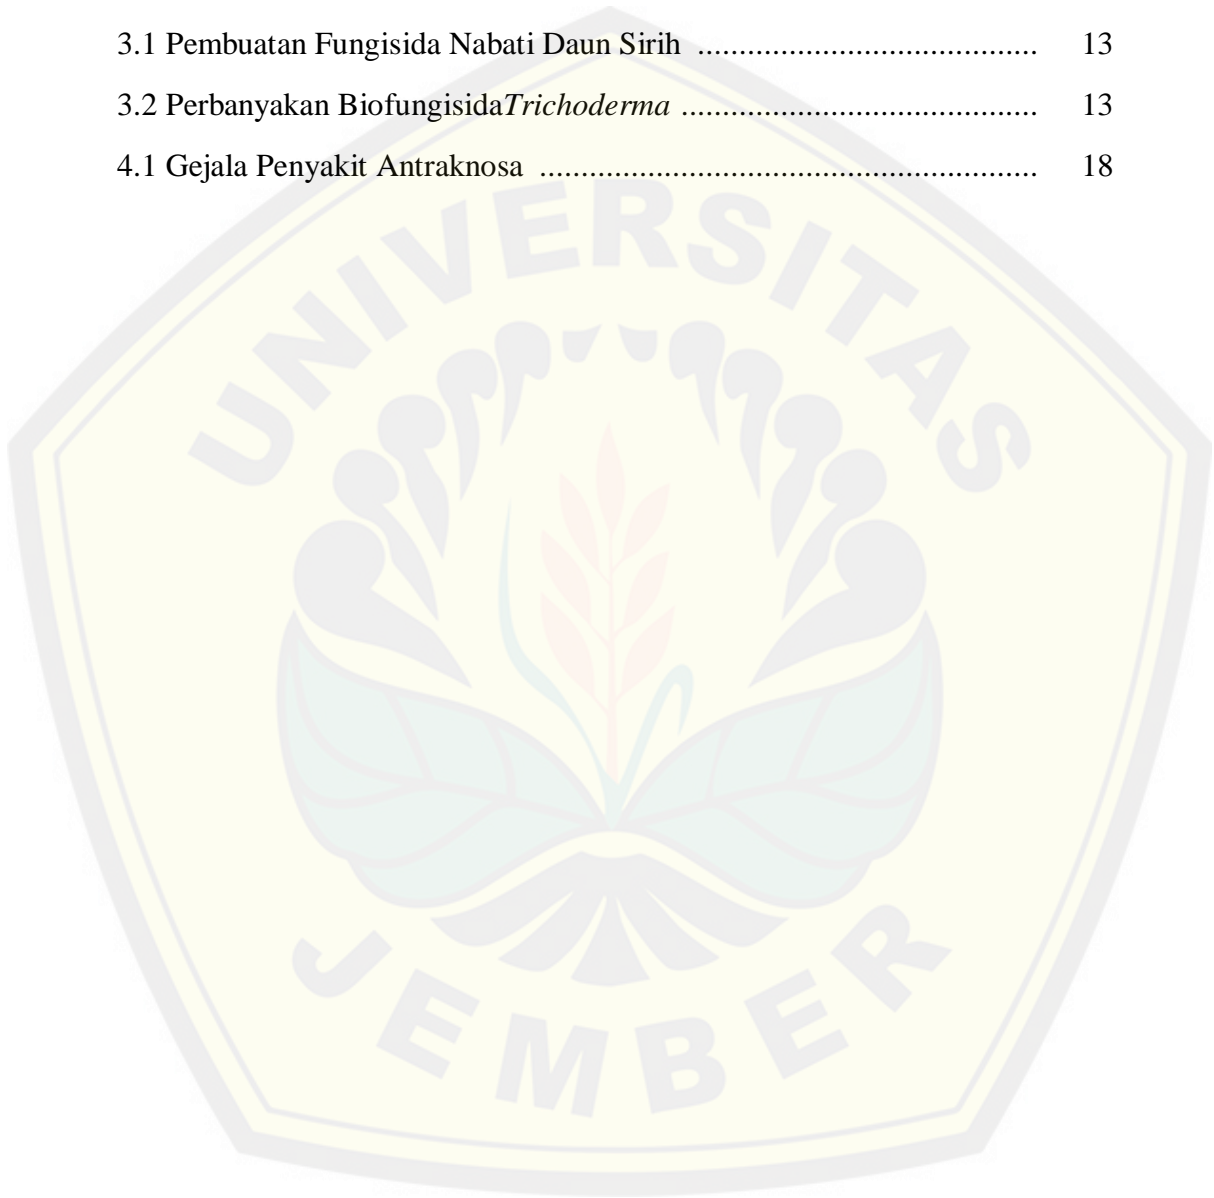 3.1 Pembuatan Fungisida Nabati Daun Sirih ......................................... 13
3.2 Perbanyakan BiofungisidaTrichoderma ........................................... 13
4.1 Gejala Penyakit Antraknosa ............................................................ 18
UNIVERSITAS
JEMBER